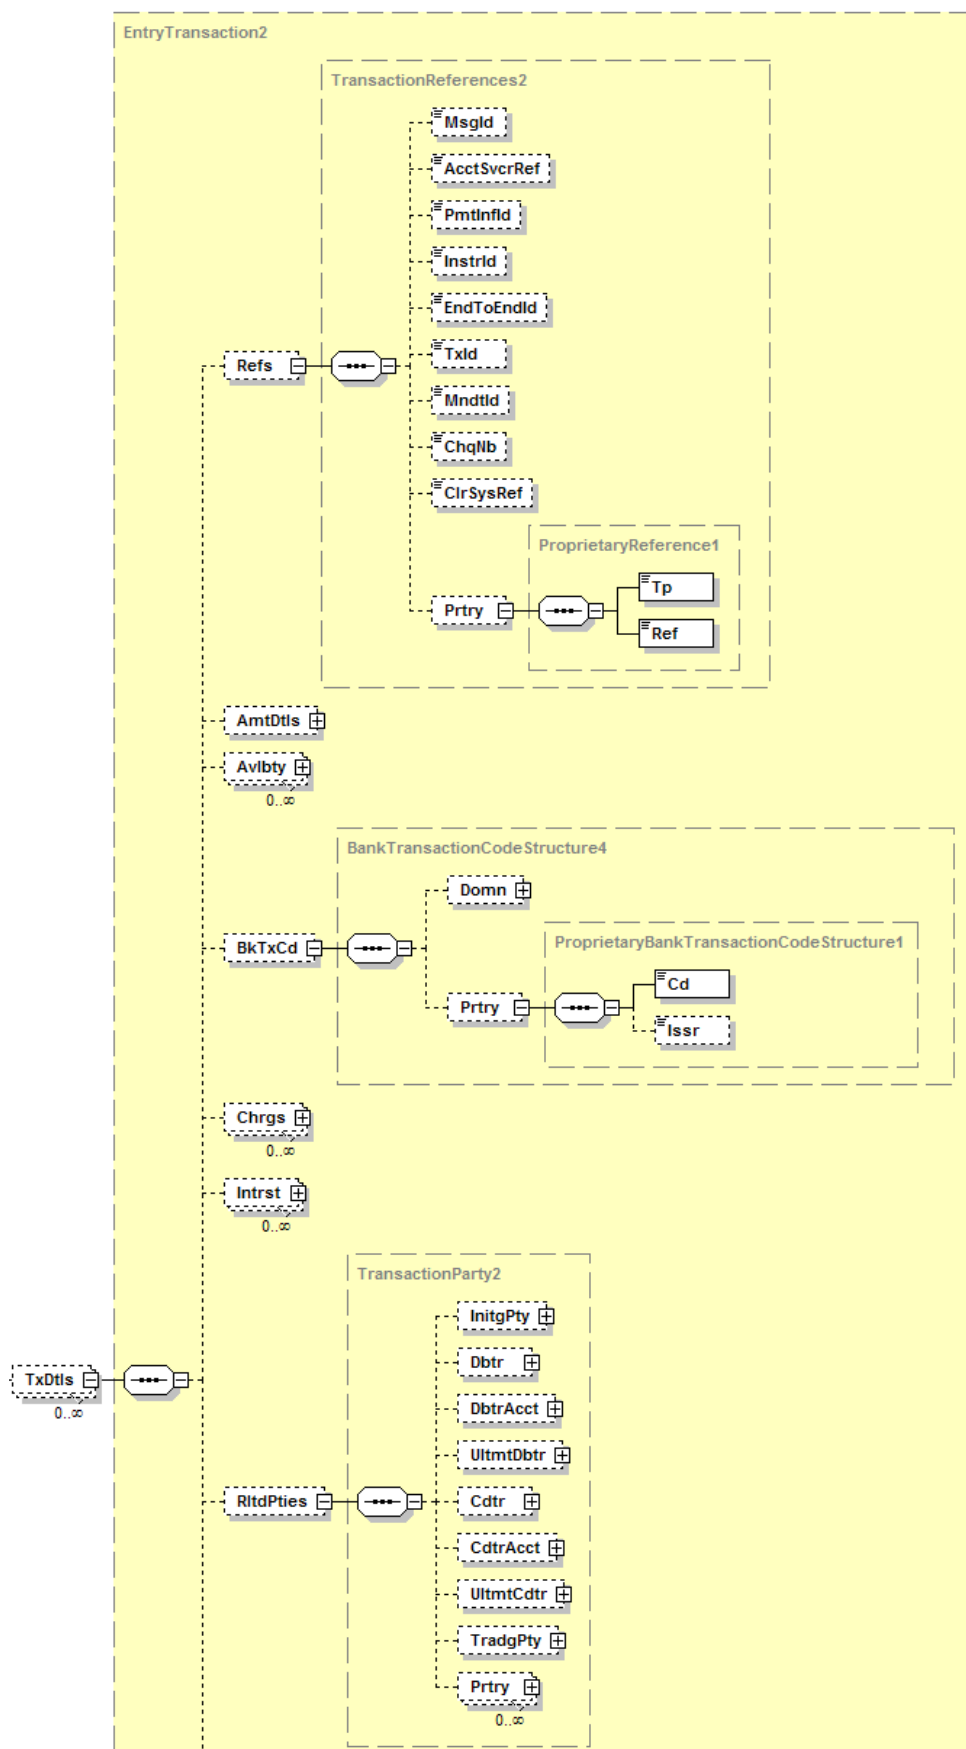 EntryTransaction2
TransactionReferences2
MsgId
AcctSvcrRef
PmtInfId
InstrId
EndToEndId
TxId
Refs
MndtId
ChqNb
ClrSysRef
ProprietaryReference1
Tp
Prtry
Ref
AmtDtls
Avlbty
0..∞
BankTransactionCodeStructure4
Domn
ProprietaryBankTransactionCodeStructure1
BkTxCd
Cd
Prtry
Issr
Chrgs
0..∞
Intrst
0..∞
TransactionParty2
InitgPty
Dbtr
TxDtls
0..∞
DbtrAcct
UltmtDbtr
RltdPties
Cdtr
CdtrAcct
UltmtCdtr
TradgPty
Prtry
0..∞